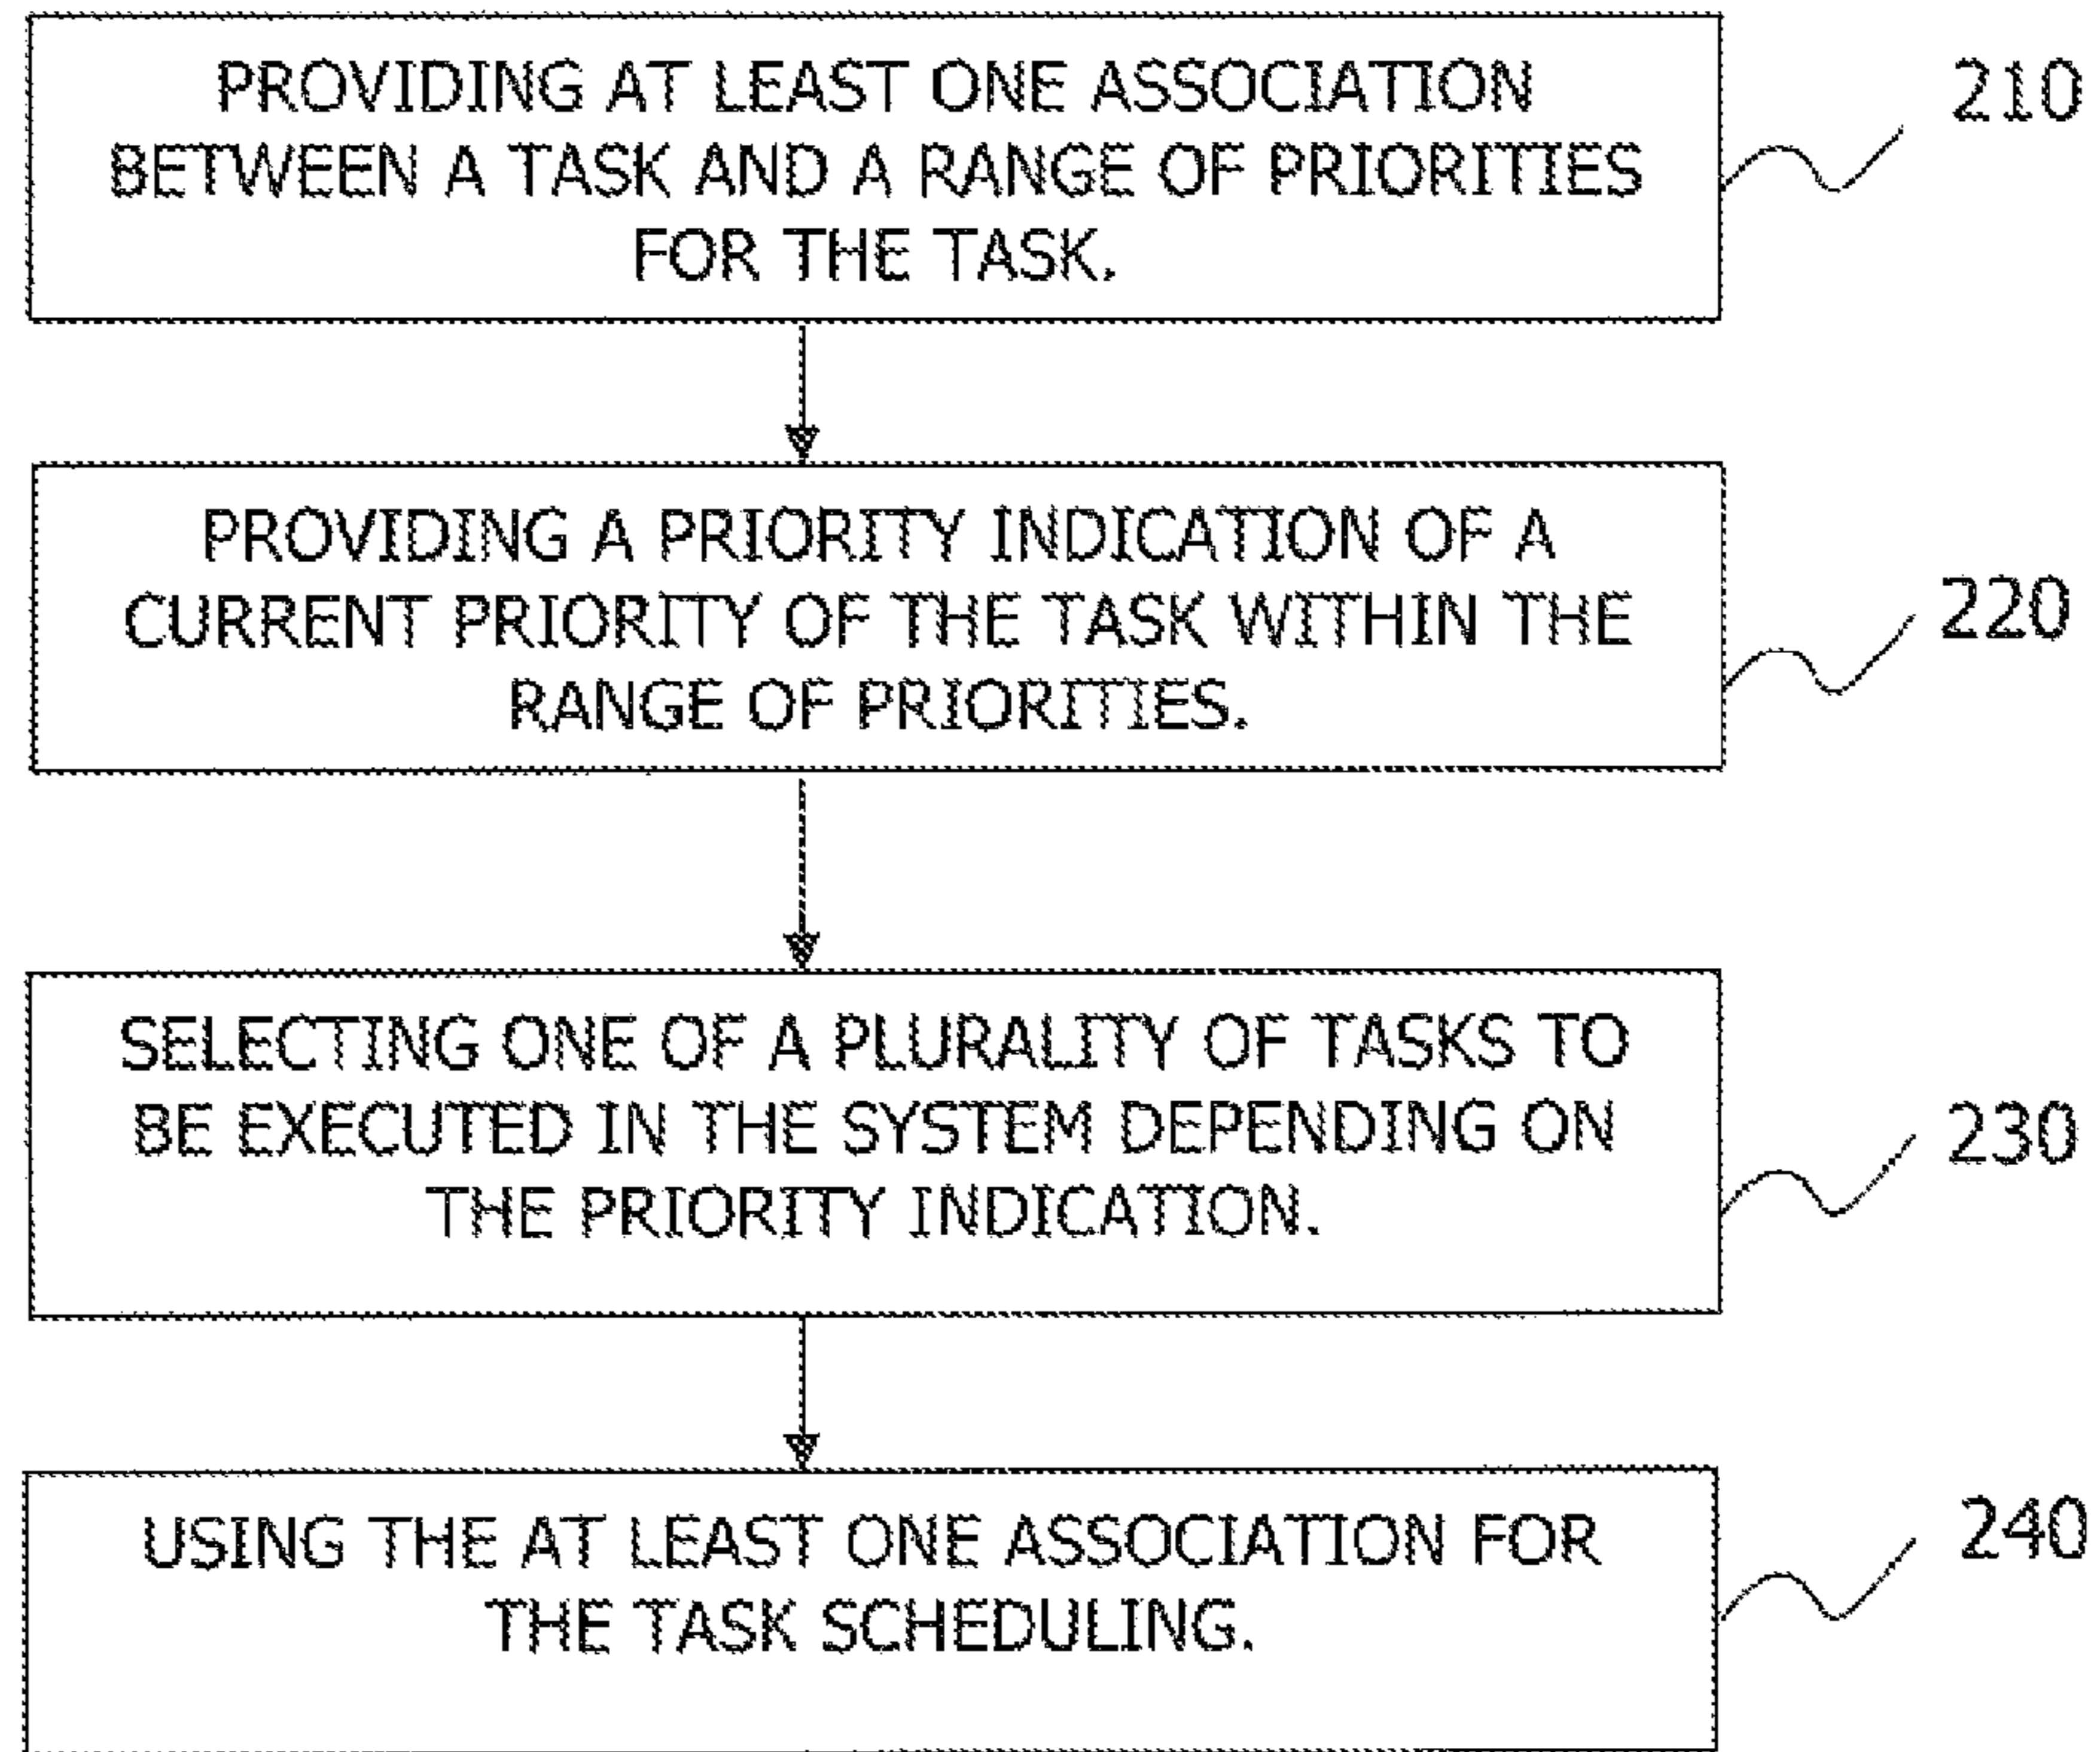 PROVIDING AT LEAST ONE ASSOCIATION
BETWEEN A TASK AND A RANGE OF PRIORITIES
FOR THE TASK.
210
PROVIDING A PRIORITY INDICATION OF A
CURRENT PRIORITY OF THE TASK WITHIN THE
RANGE OF PRIORITIES.
220
SELECTING ONE OF A PLURALITY OF TASKS TO
BE EXECUTED IN THE SYSTEM DEPENDING ON
THE PRIORITY INDICATION.
230
USING THE AT LEAST ONE ASSOCIATION FOR
THE TASK SCHEDULING.
240